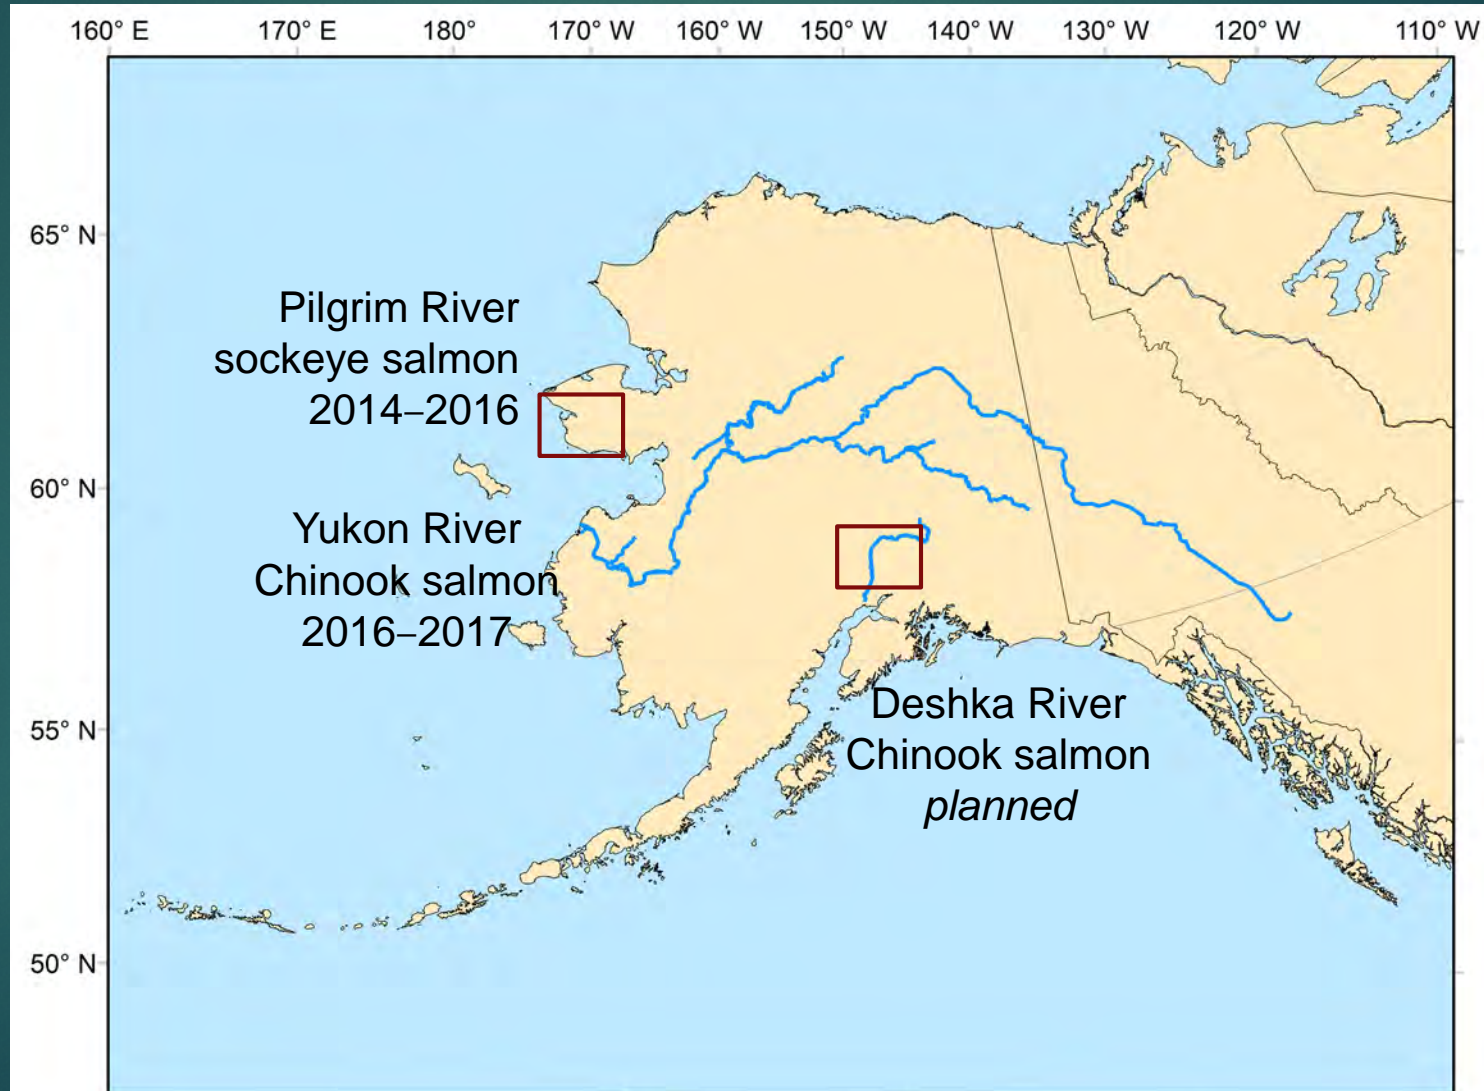 160° E
170° E
180°
170° W
160° W
150° W
140° W
130° W
120° W
110° W
65° N
60° N
55° N
50° N
Pilgrim River
sockeye salmon
2014–2016
Yukon River
Chinook salmon
2016–2017
Deshka River
Chinook salmon
planned